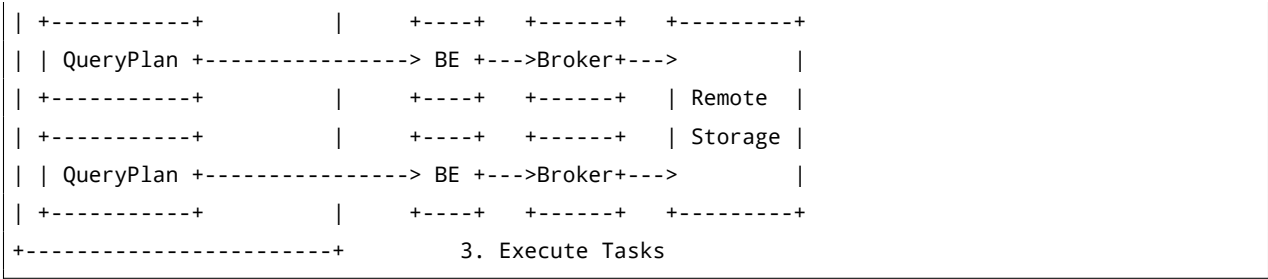 | +-----------+             |     +----+   +------+   +---------+
| | QueryPlan +----------------> BE +--->Broker+--->         |
| +-----------+             |     +----+   +------+   | Remote  |
| +-----------+             |     +----+   +------+   | Storage |
| | QueryPlan +----------------> BE +--->Broker+--->         |
| +-----------+             |     +----+   +------+   +---------+
+------------------------+         3. Execute Tasks